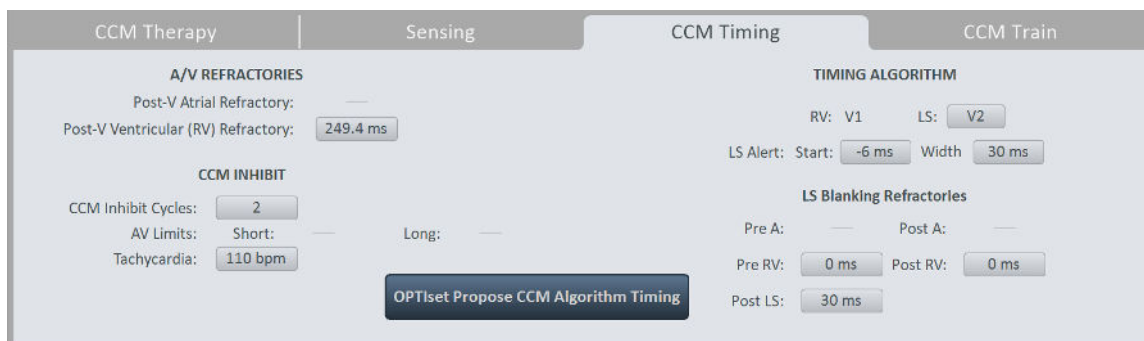 CCM Therapy Sensing CCM Timing CCM Train
A/V REFRACTORIES
Post-V Atrial Refractory: —
Post-V Ventricular (RV) Refractory: 249.4 ms
CCM INHIBIT
CCM Inhibit Cycles: 2
AV Limits: Short: — Long: —
Tachycardia: 110 bpm
OPTIset Propose CCM Algorithm Timing
TIMING ALGORITHM
RV: V1 LS: V2
LS Alert: Start: -6 ms Width 30 ms
LS Blanking Refractories
Pre A: — Post A: —
Pre RV: 0 ms Post RV: 0 ms
Post LS: 30 ms